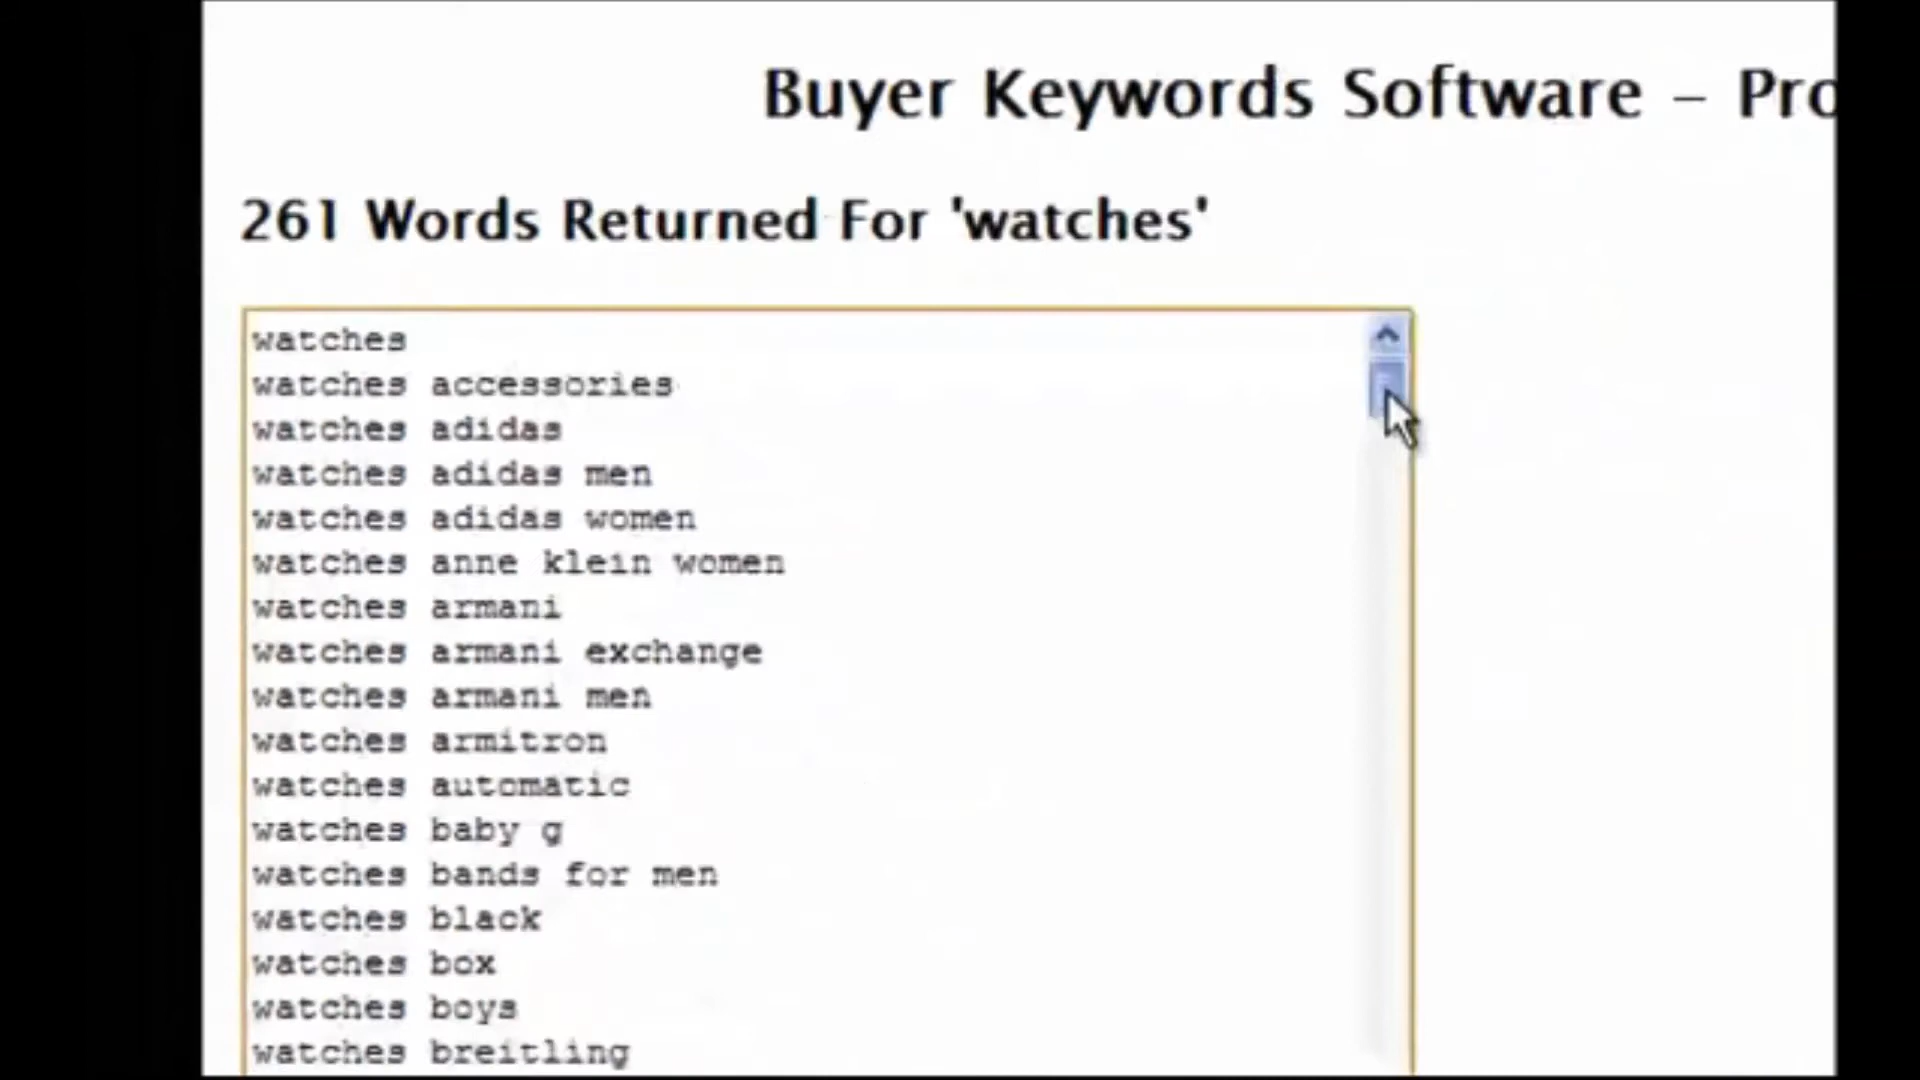 Buyer Keywords Software – Pro
261 Words Returned For 'watches'
watches
watches accessories
watches adidas
watches adidas men
watches adidas women
watches anne klein women
watches armani
watches armani exchange
watches armani men
watches armitron
watches automatic
watches baby g
watches bands for men
watches black
watches box
watches boys
watches breitling